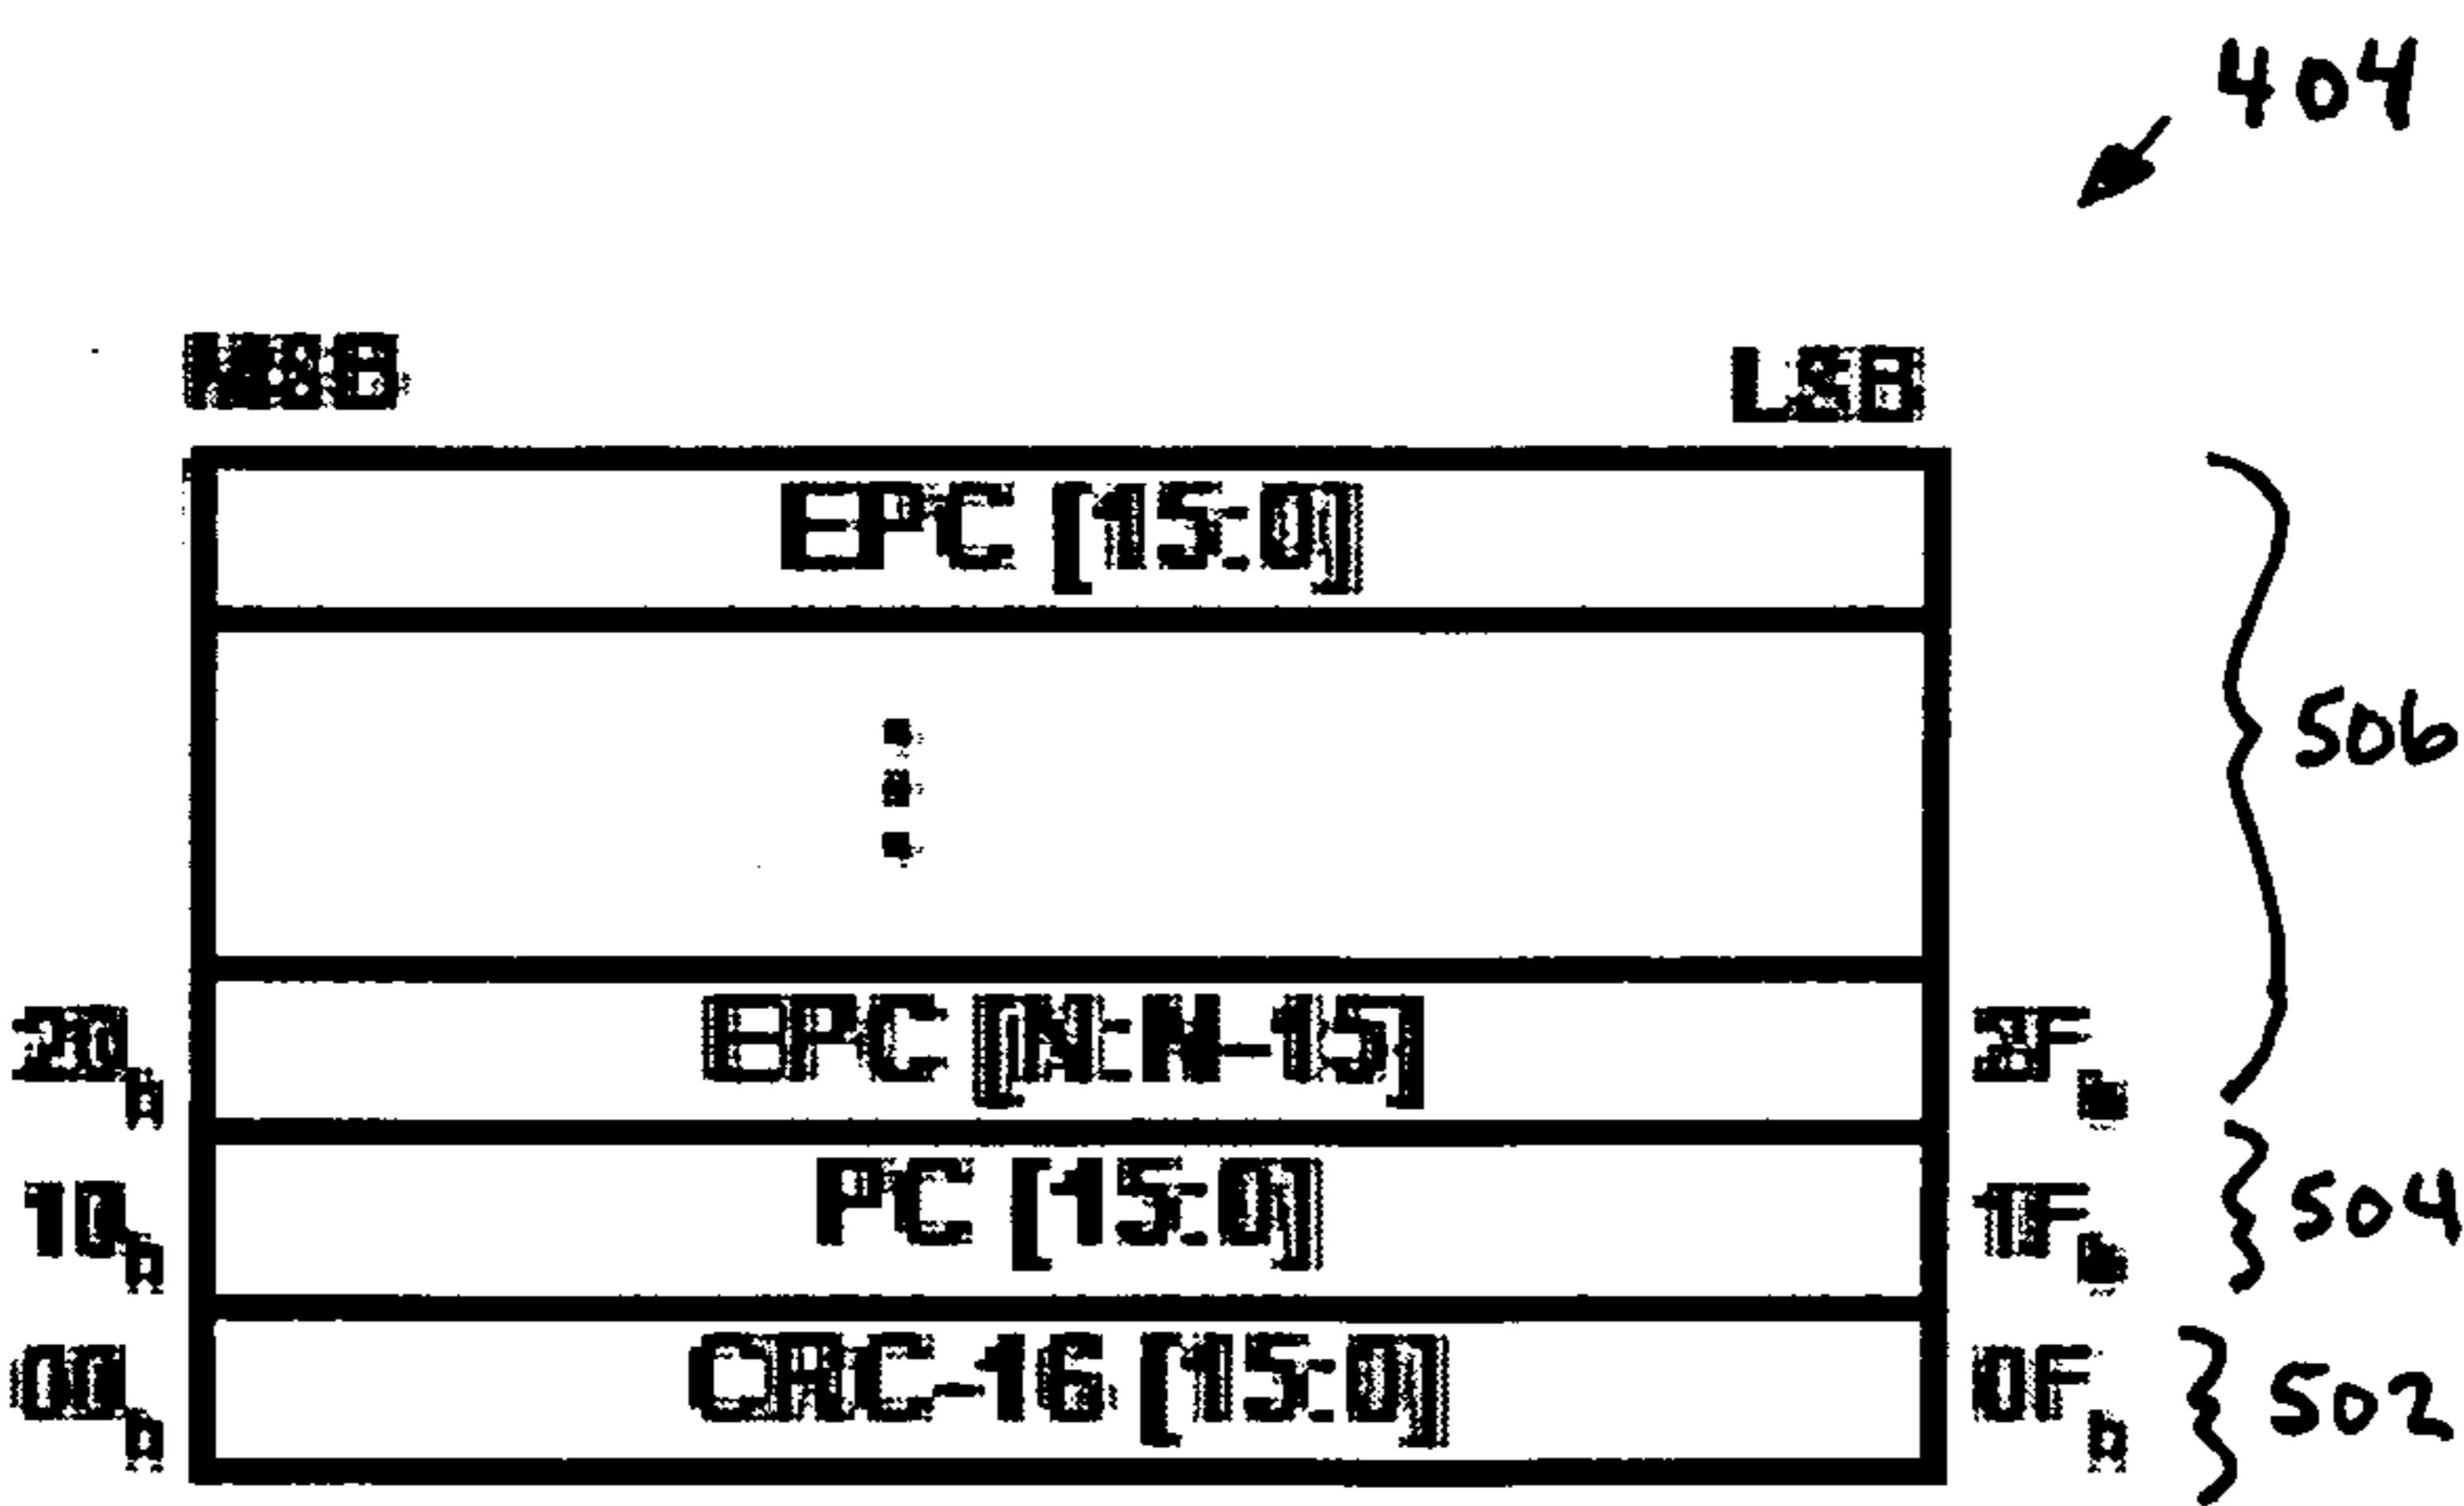 404
MSB LSB
EPC [15:0]
506
20h EPC [N:N-15] 2Fh
10h PC [15:0] 1Fh 504
00h CRC-16 [15:0] 0Fh 502